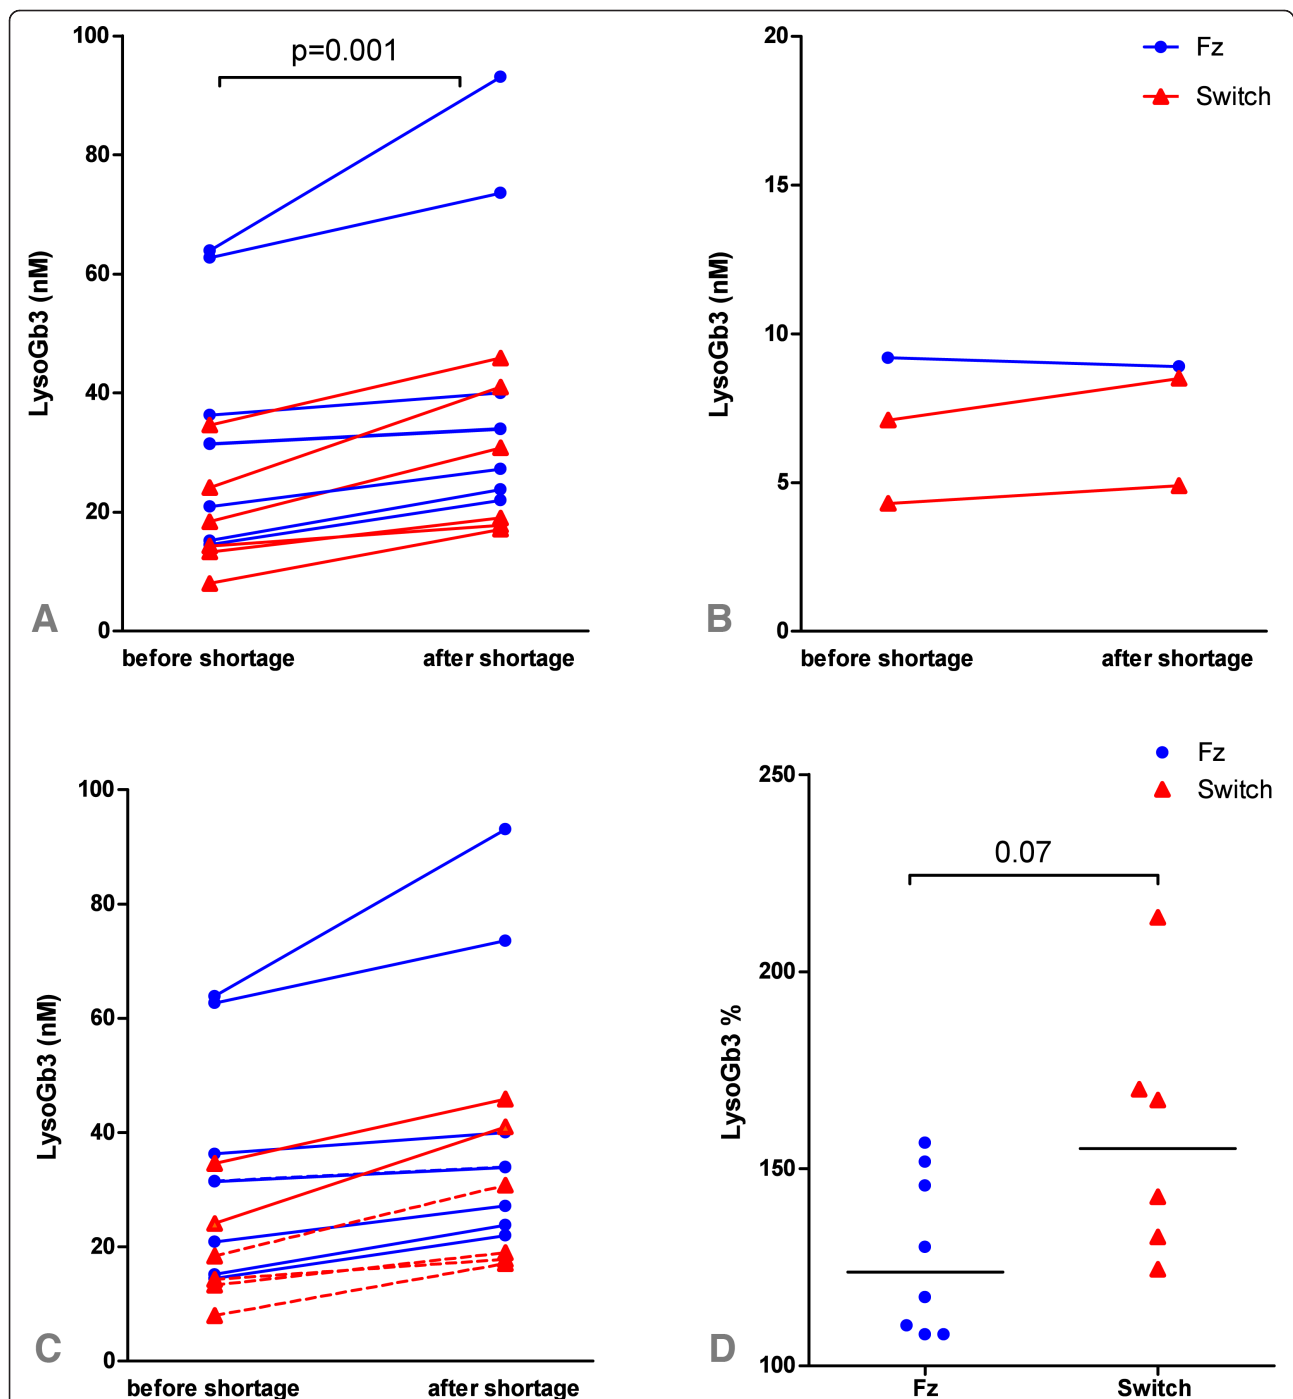 100
80
60
40
20
0
LysoGb3 (nM)
p=0.001
before shortage
after shortage
A
20
15
10
5
0
LysoGb3 (nM)
Fz
Switch
before shortage
after shortage
B
100
80
60
40
20
0
LysoGb3 (nM)
before shortage
after shortage
C
250
200
150
100
LysoGb3 %
Fz
Switch
0.07
Fz
Switch
D